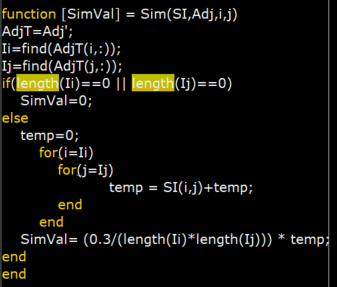 function [SimVal] = Sim(SI,Adj,i,j)
AdjT=Adj';
Ii=find(AdjT(i,:));
Ij=find(AdjT(j,:));
if(length(Ii)==0 || length(Ij)==0)
SimVal=0;
else
temp=0;
for(i=Ii)
for(j=Ij)
temp = SI(i,j)+temp;
end
end
SimVal= (0.3/(length(Ii)*length(Ij))) * temp;
end
end